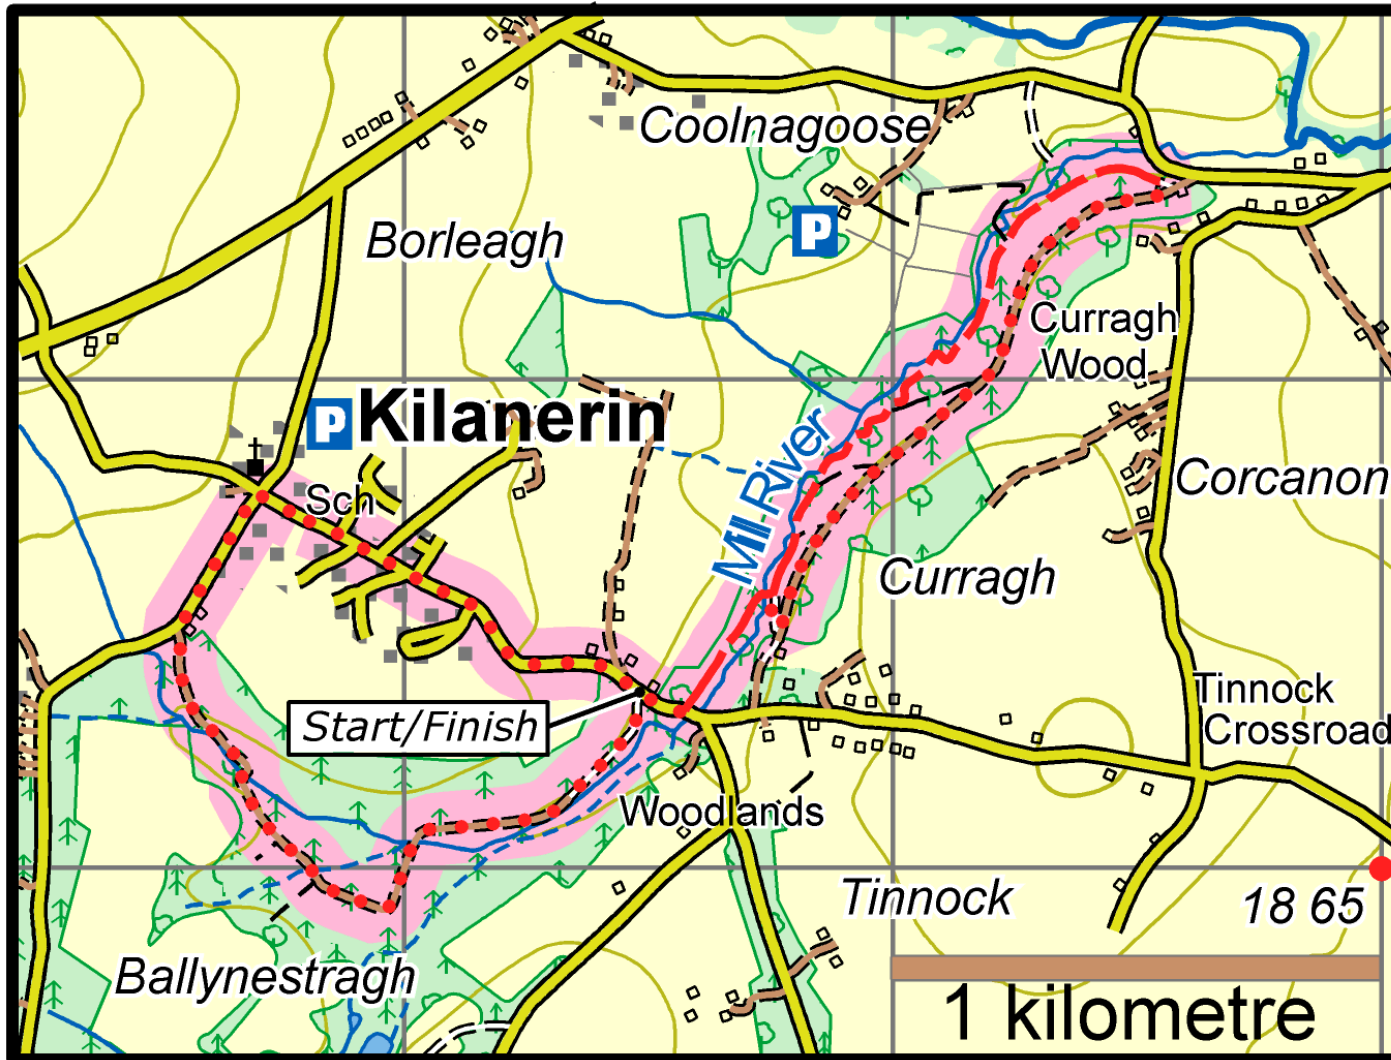 Coolnagoose
Borleagh
P
Curragh
Wood
P
Kilanerin
Sch
Mill River
Corcanon
Curragh
Tinnock
Crossroad
Start/Finish
Woodlands
Tinnock
18 65
Ballynestragh
1 kilometre